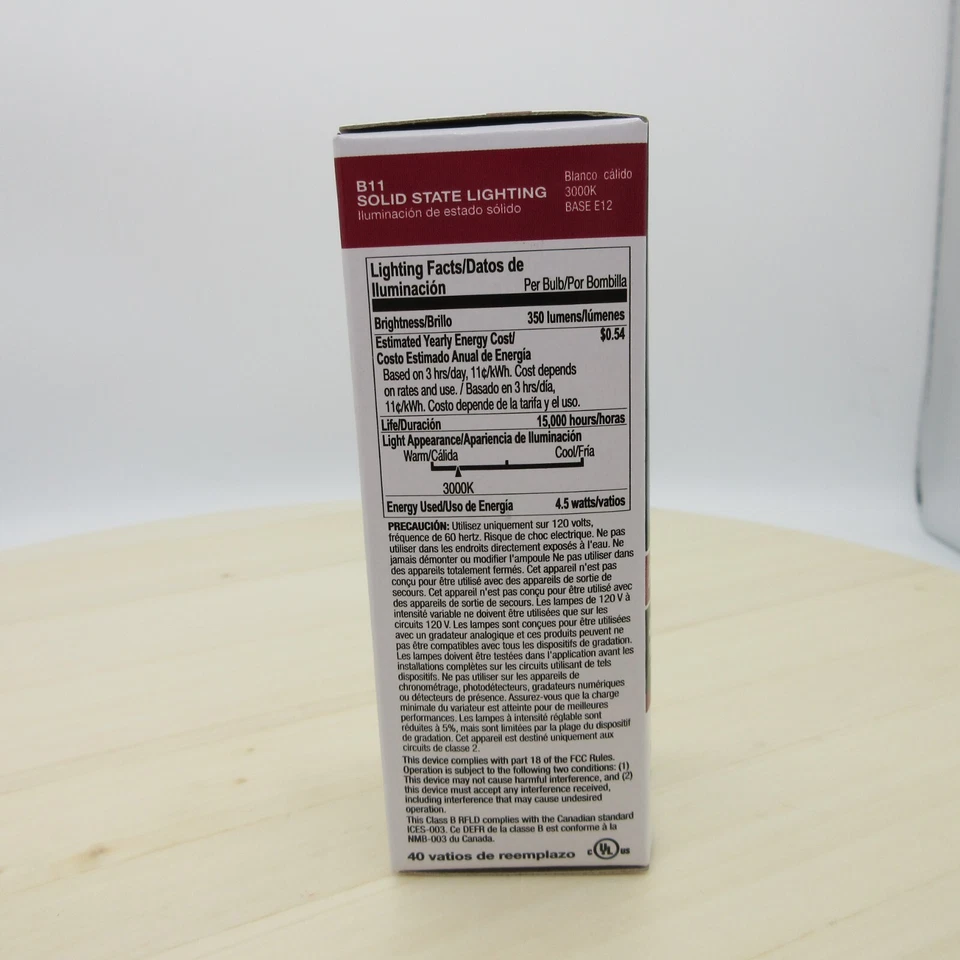 B11
SOLID STATE LIGHTING
Iluminación de estado sólido
Blanco cálido
3000K
BASE E12
Lighting Facts/Datos de
Iluminación
Per Bulb/Por Bombilla
Brightness/Brillo 350 lumens/lúmenes
Estimated Yearly Energy Cost/ $0.54
Costo Estimado Anual de Energía
Based on 3 hrs/day, 11¢/kWh. Cost depends
on rates and use. / Basado en 3 hrs/día,
11¢/kWh. Costo depende de la tarifa y el uso.
Life/Duración 15,000 hours/horas
Light Appearance/Apariencia de Iluminación
Warm/Cálida Cool/Fría
3000K
Energy Used/Uso de Energia 4.5 watts/vatios
PRECAUCIÓN: Utilisez uniquement sur 120 volts,
fréquence de 60 hertz. Risque de choc electrique. Ne pas
utiliser dans les endroits directement exposés à l'eau. Ne
jamais démonter ou modifier l'ampoule Ne pas utiliser dans
des appareils totalement fermés. Cet appareil n'est pas
conçu pour être utilisé avec des appareils de sortie de
secours. Cet appareil n'est pas conçu pour être utilisé avec
des appareils de sortie de secours. Les lampes de 120 V à
intensité variable ne doivent être utilisées que sur les
circuits 120 V. Les lampes sont conçues pour être utilisées
avec un gradateur analogique et ces produits peuvent ne
pas être compatibles avec tous les dispositifs de gradation.
Les lampes doivent être testées dans l'application avant les
installations complètes sur les circuits utilisant de tels
dispositifs. Ne pas utiliser sur les appareils de
chronométrage, photodétecteurs, gradateurs numériques
ou détecteurs de présence. Assurez-vous que la charge
minimale du variateur est atteinte pour de meilleures
performances. Les lampes à intensité réglable sont
réduites à 5%, mais sont limitées par la plage du dispositif
de gradation. Cet appareil est destiné uniquement aux
circuits de classe 2.
This device complies with part 18 of the FCC Rules.
Operation is subject to the following two conditions: (1)
This device may not cause harmful interference, and (2)
this device must accept any interference received,
including interference that may cause undesired
operation.
This Class B RFLD complies with the Canadian standard
ICES-003. Ce DEFR de la classe B est conforme à la
NMB-003 du Canada.
40 vatios de reemplazo c UL us